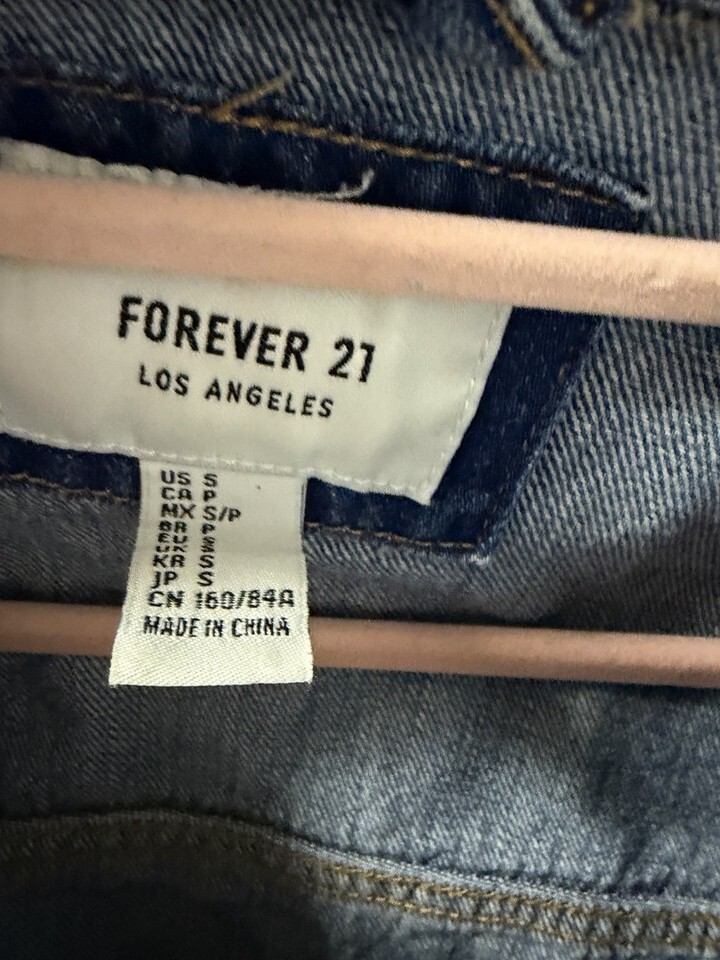 FOREVER 21
LOS ANGELES
US S
CA P
MX S/P
BR P
EU S
UK S
KR S
JP S
CN 160/84A
MADE IN CHINA